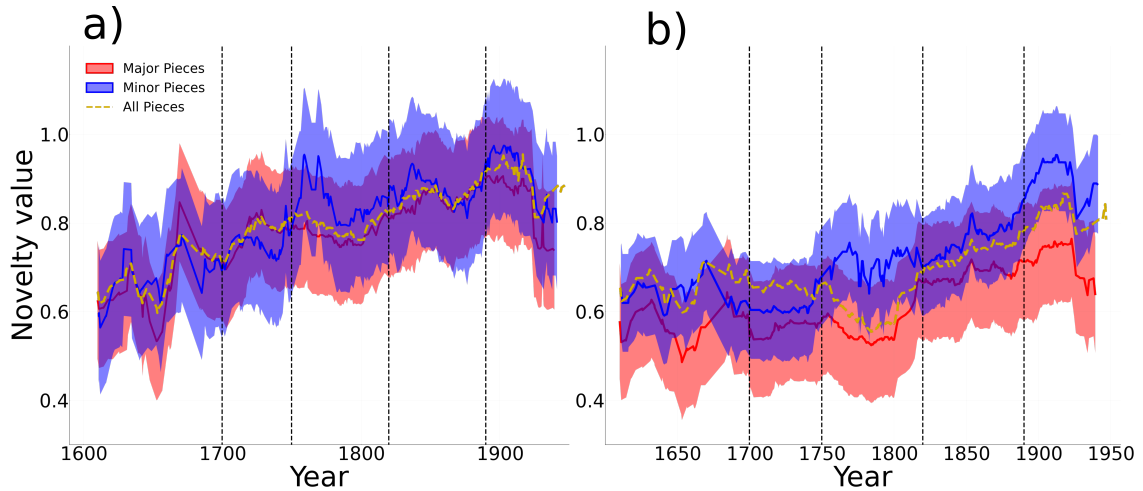 a)
b)
Major Pieces
Minor Pieces
All Pieces
Novelty value
1.0
0.8
0.6
0.4
1.0
0.8
0.6
0.4
1600 1700 1800 1900
1650 1700 1750 1800 1850 1900 1950
Year
Year